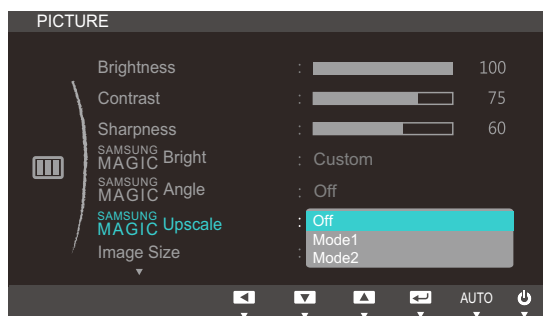 PICTURE
Brightness : 100
Contrast : 75
Sharpness : 60
SAMSUNG
MAGIC Bright : Custom
SAMSUNG
MAGIC Angle : Off
SAMSUNG
MAGIC Upscale : Off
Mode1
Image Size : Mode2
AUTO